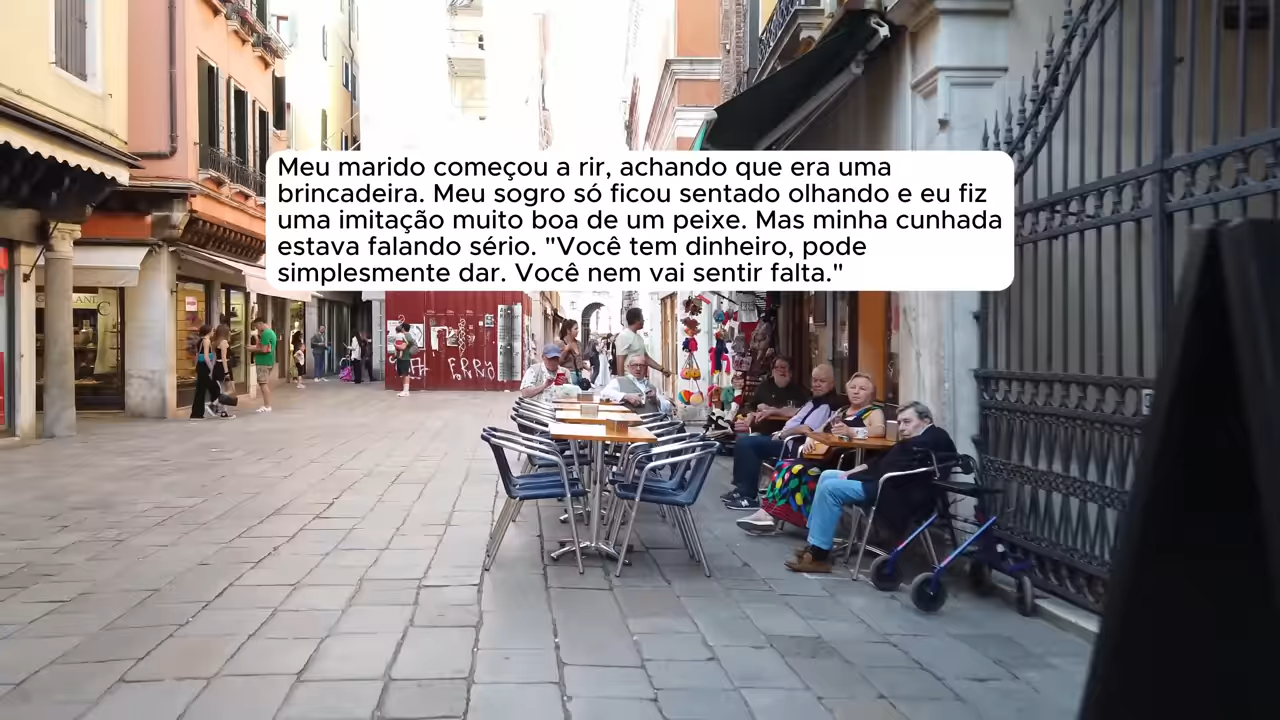 Meu marido começou a rir, achando que era uma
brincadeira. Meu sogro só ficou sentado olhando e eu fiz
uma imitação muito boa de um peixe. Mas minha cunhada
estava falando sério. "Você tem dinheiro, pode
simplesmente dar. Você nem vai sentir falta."